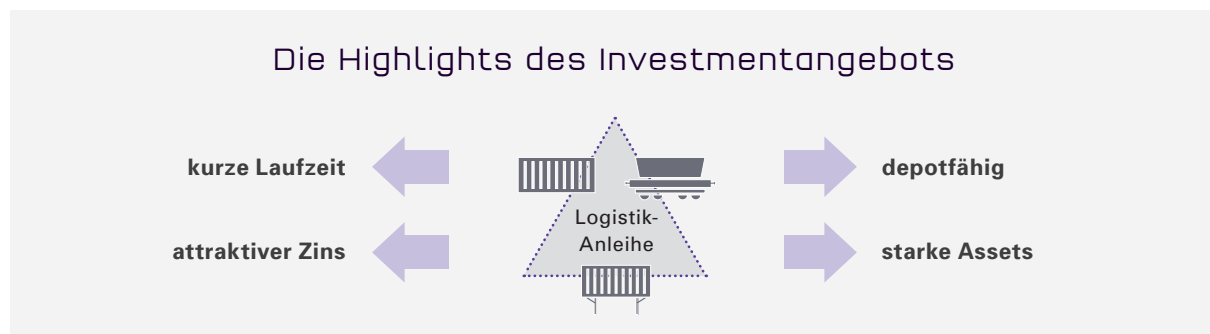 Die Highlights des Investmentangebots
kurze Laufzeit
depotfähig
Logistik-
Anleihe
attraktiver Zins
starke Assets